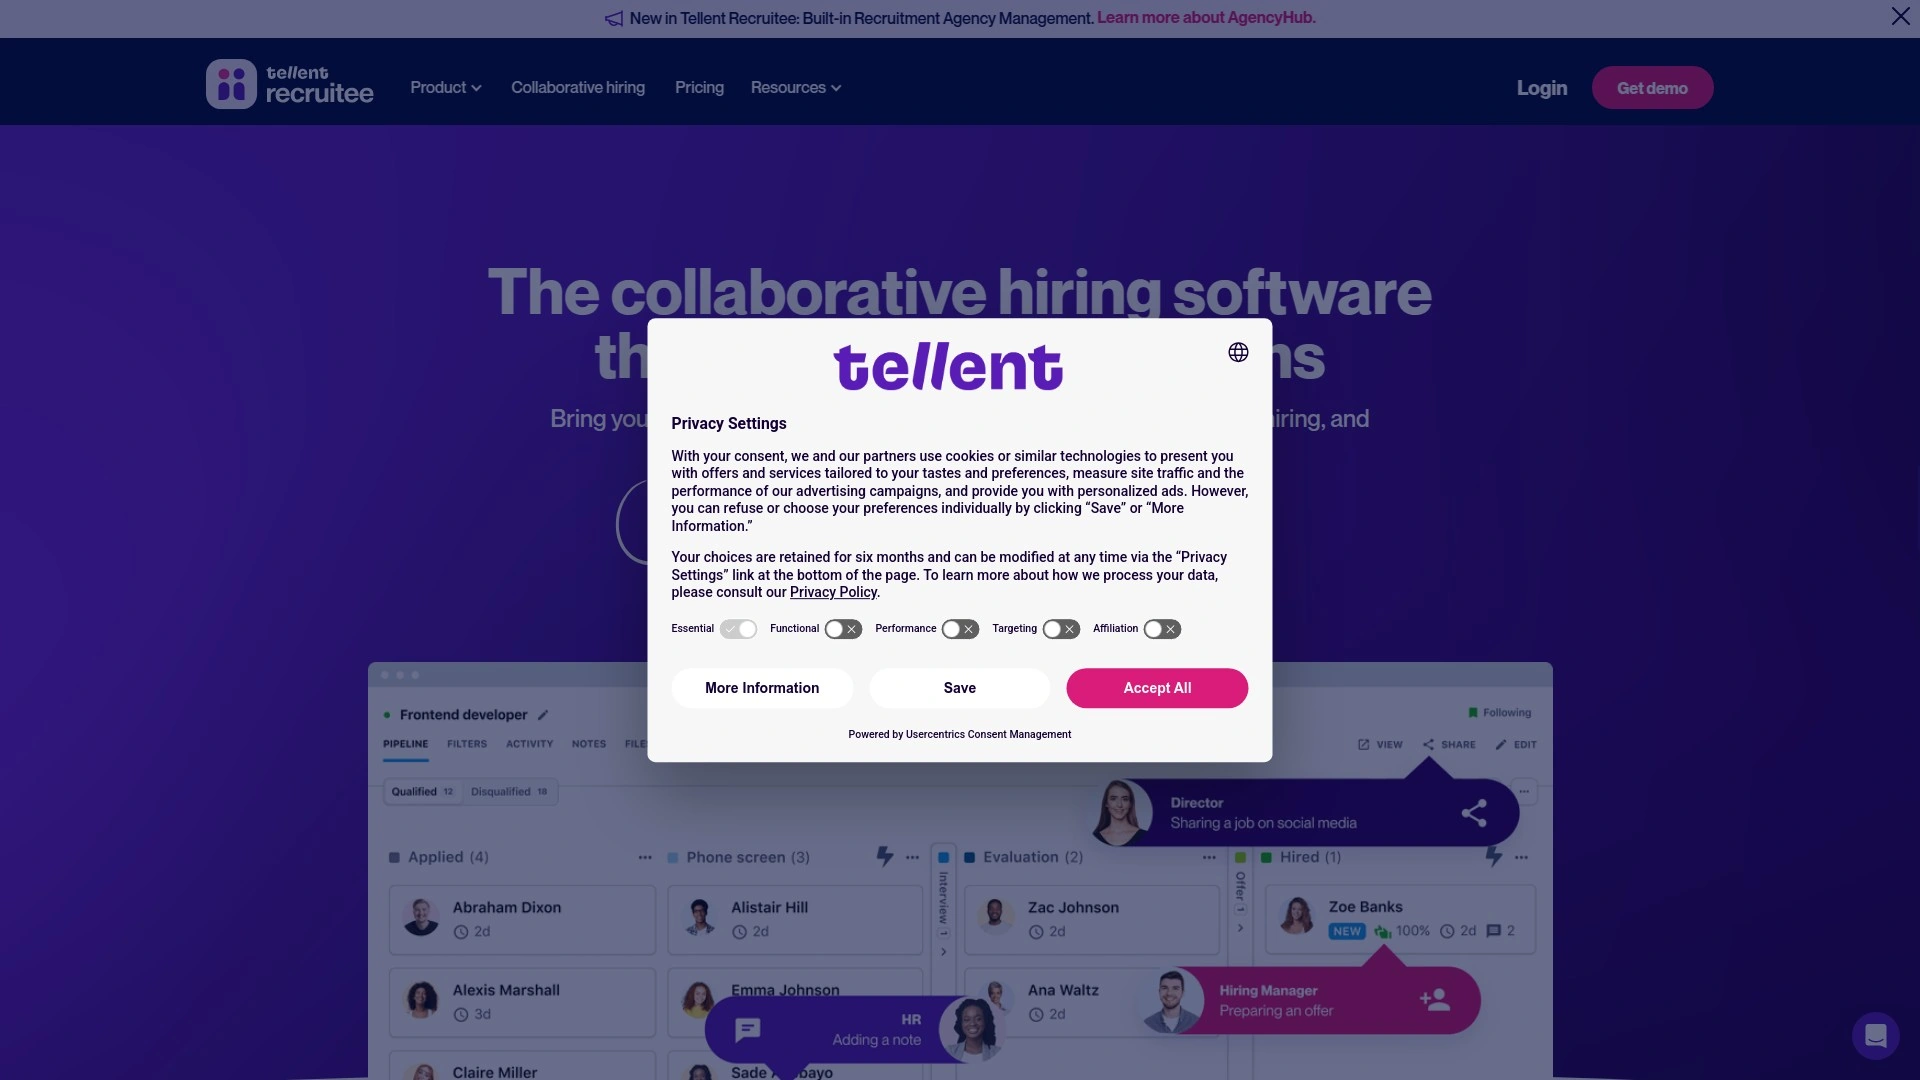 New in Tellent Recruitee: Built-in Recruitment Agency Management. Learn more about AgencyHub.
tellent
recruitee
Product
Collaborative hiring
Pricing
Resources
Login
Get demo
The collaborative hiring software
Bring
iring, and
tellent
Privacy Settings
With your consent, we and our partners use cookies or similar technologies to present you
with offers and services tailored to your tastes and preferences, measure site traffic and the
performance of our advertising campaigns, and provide you with personalized ads. However,
you can refuse or choose your preferences individually by clicking “Save” or “More
Information.”
Your choices are retained for six months and can be modified at any time via the “Privacy
Settings” link at the bottom of the page. To learn more about how we process your data,
please consult our Privacy Policy.
Essential
Functional
Performance
Targeting
Affiliation
More Information
Save
Accept All
Powered by Usercentrics Consent Management
Frontend developer
Following
PIPELINE
FILTERS
ACTIVITY
NOTES
VIEW
SHARE
EDIT
Qualified 12
Disqualified 18
Director
Sharing a job on social media
Applied (4)
Phone screen (3)
Interview 1
Evaluation (2)
Offer 1
Hired (1)
Abraham Dixon
2d
Alistair Hill
2d
Zac Johnson
2d
Zoe Banks
NEW 100% 2d 2
Alexis Marshall
3d
Emma Johnson
Ana Waltz
2d
Hiring Manager
Preparing an offer
HR
Adding a note
Claire Miller
Sade